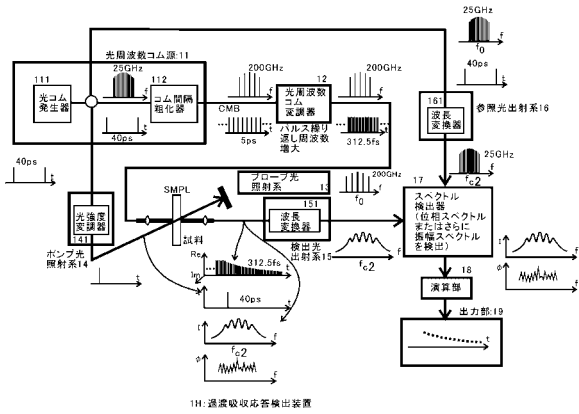 25GHz
f
f0
光周波数コム源:11
111
光コム
発生器
25GHz
f
112
コム間隔
粗化器
t
40ps
200GHz
f
CMB
t
5ps
12
光周波数
コム
変調器
パルス繰り
返し周波数
増大
200GHz
f
t
312.5fs
40ps
t
161
波長
変換器
参照光出射系16
25GHz
f
fc2
40ps
t
光強度
変調器
141
ポンプ光
照射系14
t
SMPL
試料
プローブ光
照射系 13
200GHz
f
f0
151
波長
変換器
検出光
出射系15
17
スペクトル
検出器
(位相スペクトル
またはさらに
振幅スペクトル
を検出)
I
f
Φ
f
Re
Im
312.5fs
t
40ps
t
f
fc2
I
f
fc2
Φ
f
18
演算部
出力部:19
t
1H:過渡吸収応答検出装置